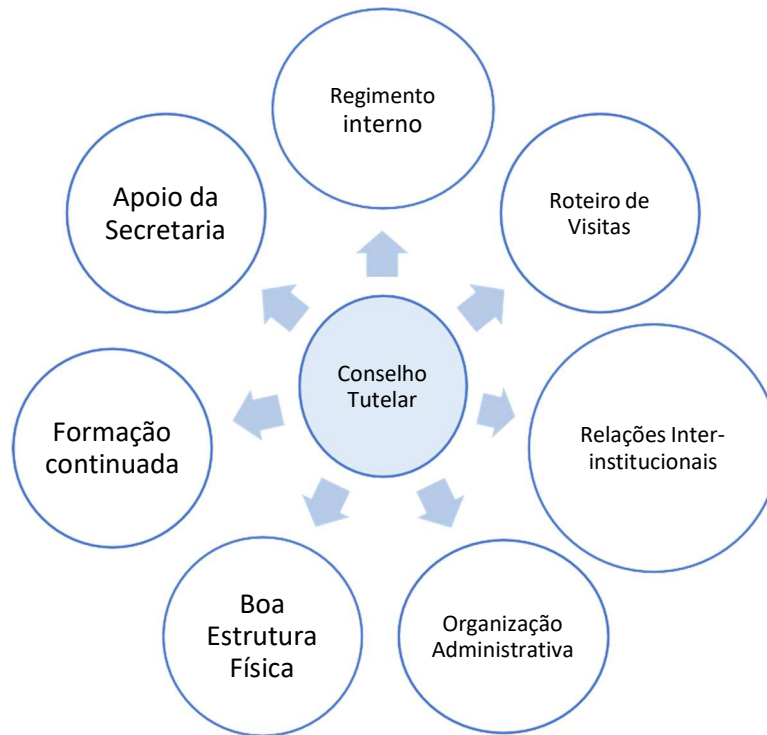 Regimento
interno
Roteiro de
Visitas
Relações Inter-
institucionais
Organização
Administrativa
Boa
Estrutura
Física
Formação
continuada
Apoio da
Secretaria
Conselho
Tutelar